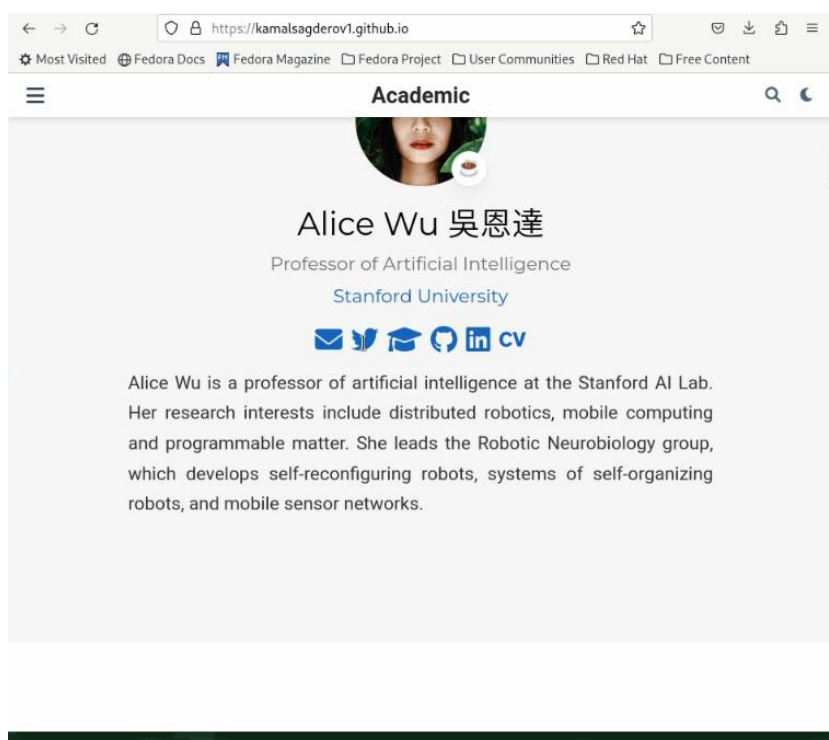 https://kamalsagderov1.github.io
Most Visited Fedora Docs Fedora Magazine Fedora Project User Communities Red Hat Free Content
Academic
Alice Wu 吳恩達
Professor of Artificial Intelligence
Stanford University
in CV
Alice Wu is a professor of artificial intelligence at the Stanford AI Lab.
Her research interests include distributed robotics, mobile computing
and programmable matter. She leads the Robotic Neurobiology group,
which develops self-reconfiguring robots, systems of self-organizing
robots, and mobile sensor networks.